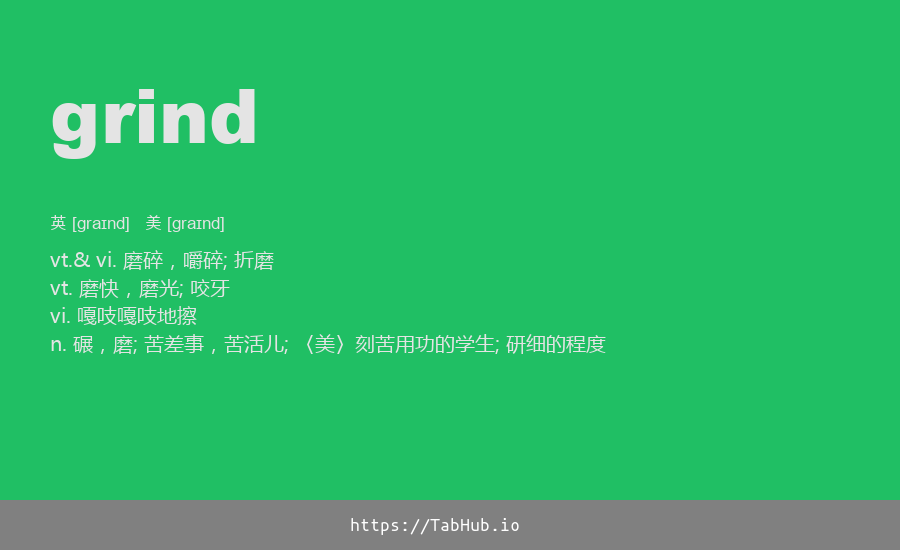 grind
英 [graɪnd] 美 [graɪnd]
vt.& vi. 磨碎，嚼碎; 折磨
vt. 磨快，磨光; 咬牙
vi. 嘎吱嘎吱地擦
n. 碾，磨; 苦差事，苦活儿; 〈美〉刻苦用功的学生; 研细的程度
https://TabHub.io